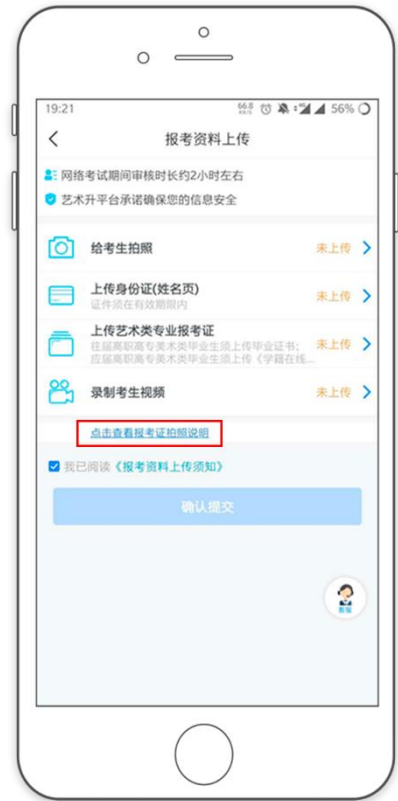 19:21
66.8
KB/S
56%
报考资料上传
网络考试期间审核时长约2小时左右
艺术升平台承诺确保您的信息安全
给考生拍照
未上传
上传身份证(姓名页)
证件须在有效期限内
未上传
上传艺术类专业报考证
往届高职高专美术类毕业生须上传毕业证书;
应届高职高专美术类毕业生须上传《学籍在线...
未上传
录制考生视频
未上传
点击查看报考证拍照说明
我已阅读《报考资料上传须知》
确认提交
客服